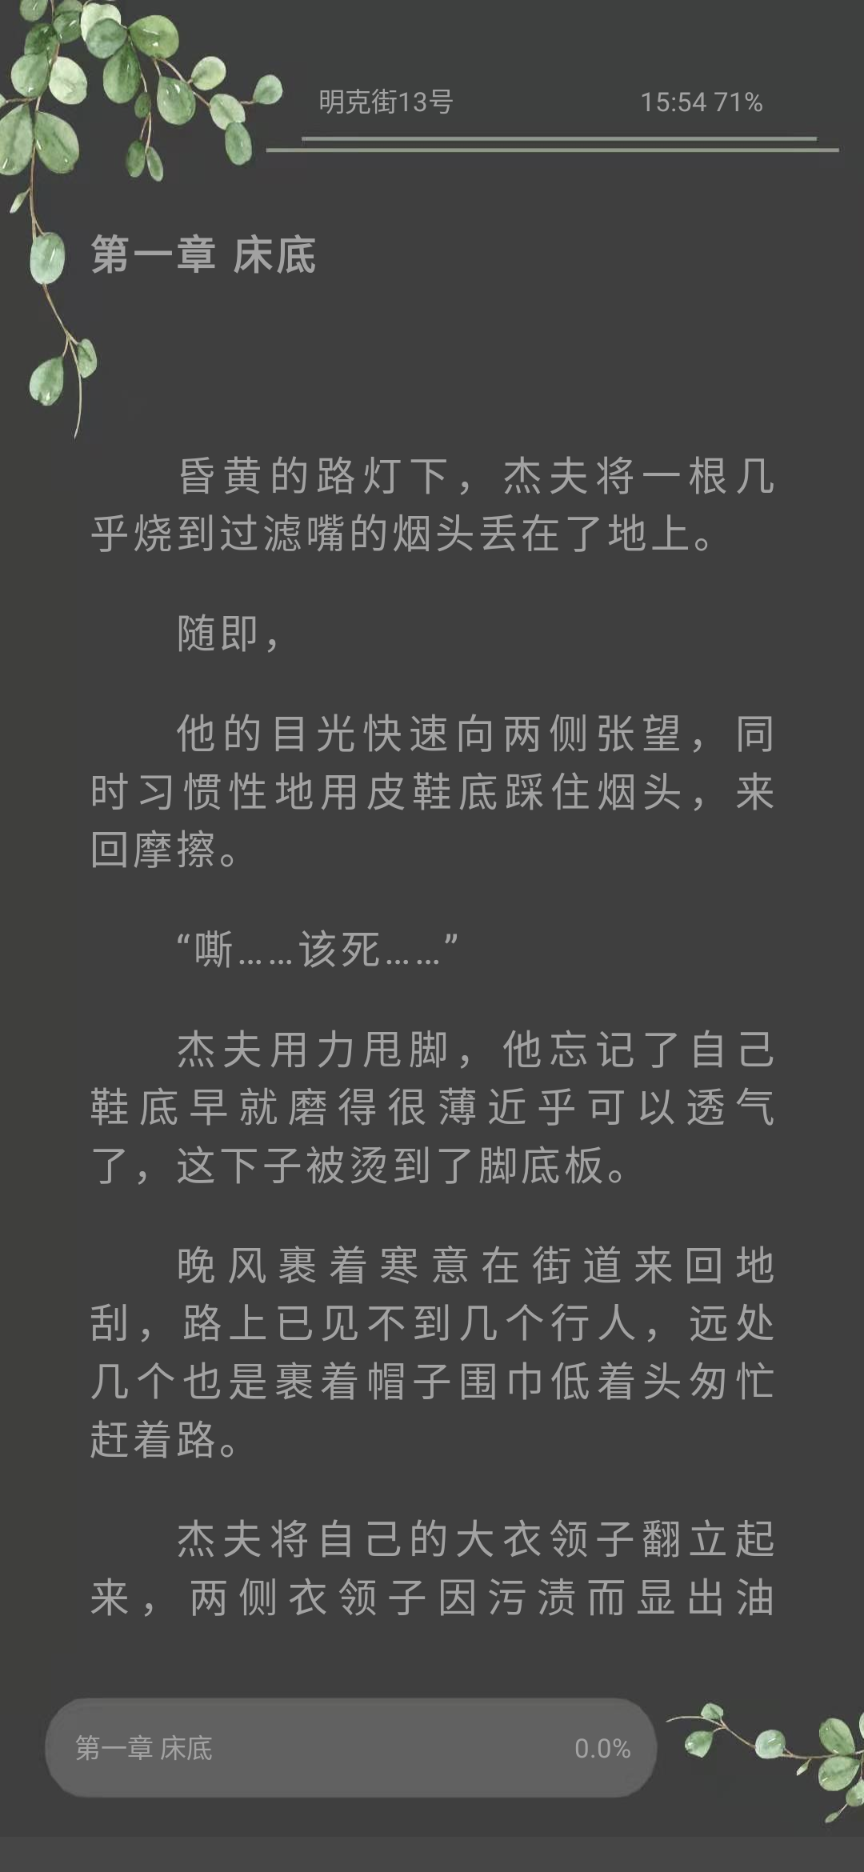 明克街13号 15:54 71%
第一章 床底
昏黄的路灯下，杰夫将一根几
乎烧到过滤嘴的烟头丢在了地上。
随即，
他的目光快速向两侧张望，同
时习惯性地用皮鞋底踩住烟头，来
回摩擦。
“嘶……该死……”
杰夫用力甩脚，他忘记了自己
鞋底早就磨得很薄近乎可以透气
了，这下子被烫到了脚底板。
晚风裹着寒意在街道来回地
刮，路上已见不到几个行人，远处
几个也是裹着帽子围巾低着头匆忙
赶着路。
杰夫将自己的大衣领子翻立起
来，两侧衣领子因污渍而显出油
第一章 床底 0.0%